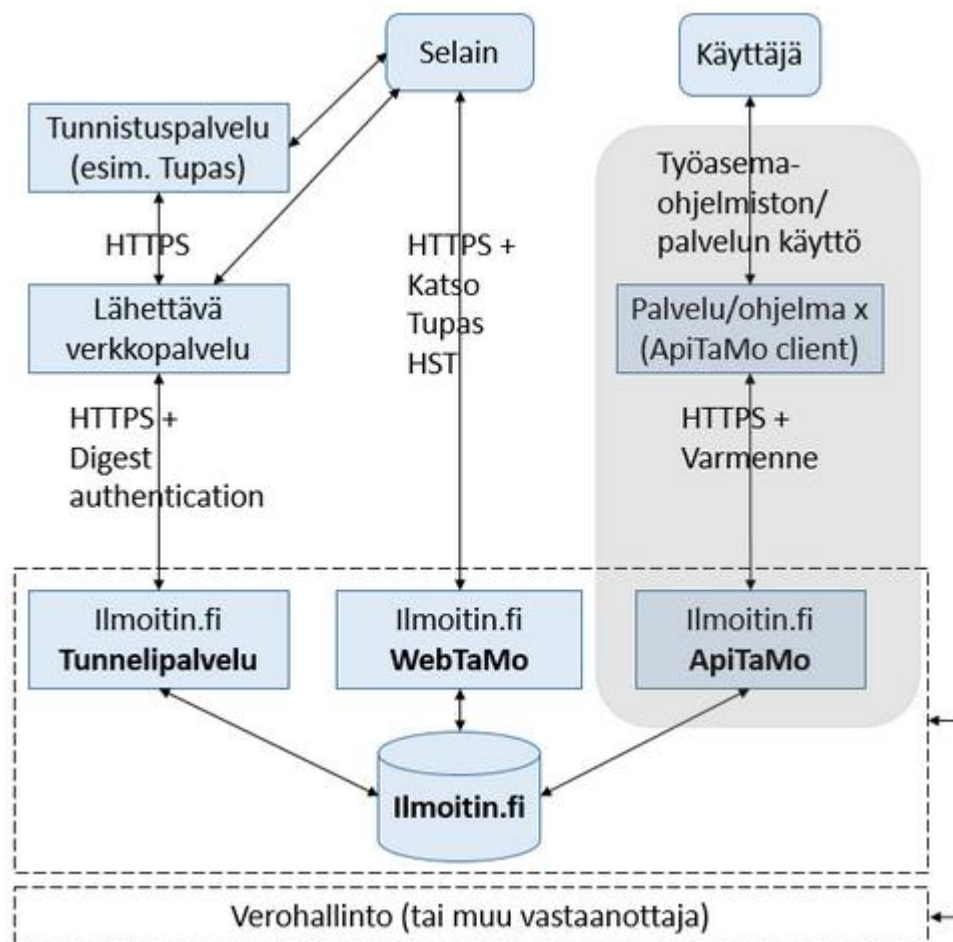 Selain
Käyttäjä
Tunnistuspalvelu
(esim. Tupas)
HTTPS
Lähettävä
verkkopalvelu
HTTPS +
Digest
authentication
HTTPS +
Katso
Tupas
HST
Työasema-
ohjelmiston/
palvelun käyttö
Palvelu/ohjelma x
(ApiTaMo client)
HTTPS +
Varmenne
Ilmoitin.fi
Tunnelipalvelu
Ilmoitin.fi
WebTaMo
Ilmoitin.fi
ApiTaMo
Ilmoitin.fi
Verohallinto (tai muu vastaanottaja)